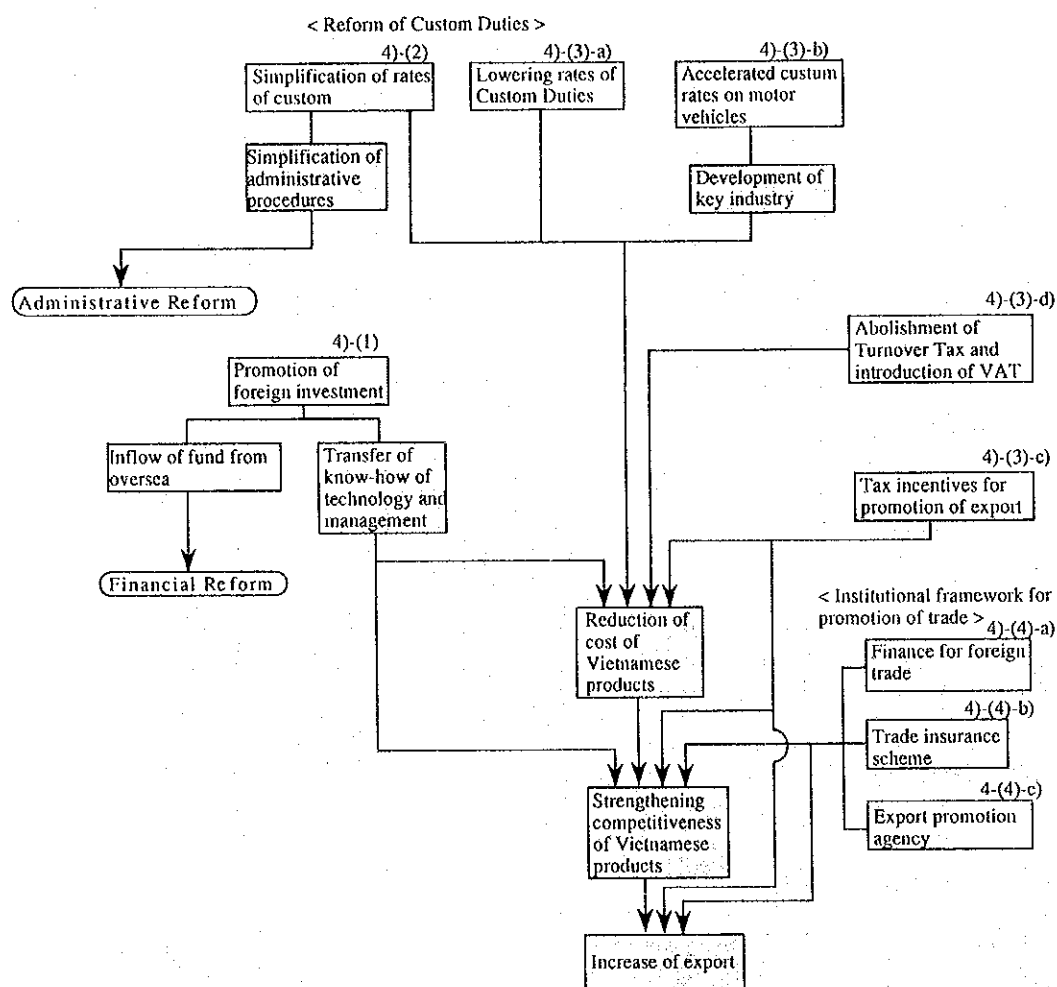 < Reform of Custom Duties >
4)-(2)
Simplification of rates
of custom
4)-(3)-a)
Lowering rates of
Custom Duties
4)-(3)-b)
Accelerated custum
rates on motor
vehicles
Simplification of
administrative
procedures
Development of
key industry
Administrative Reform
4)-(3)-d)
Abolishment of
Turnover Tax and
introduction of VAT
4)-(1)
Promotion of
foreign investment
Inflow of fund from
oversea
Transfer of
know-how of
technology and
management
4)-(3)-c)
Tax incentives for
promotion of export
Financial Reform
< Institutional framework for
promotion of trade >
Reduction of
cost of
Vietnamese
products
4)-(4)-a)
Finance for foreign
trade
4)-(4)-b)
Trade insurance
scheme
4-(4)-c)
Export promotion
agency
Strengthening
competitiveness
of Vietnamese
products
Increase of export